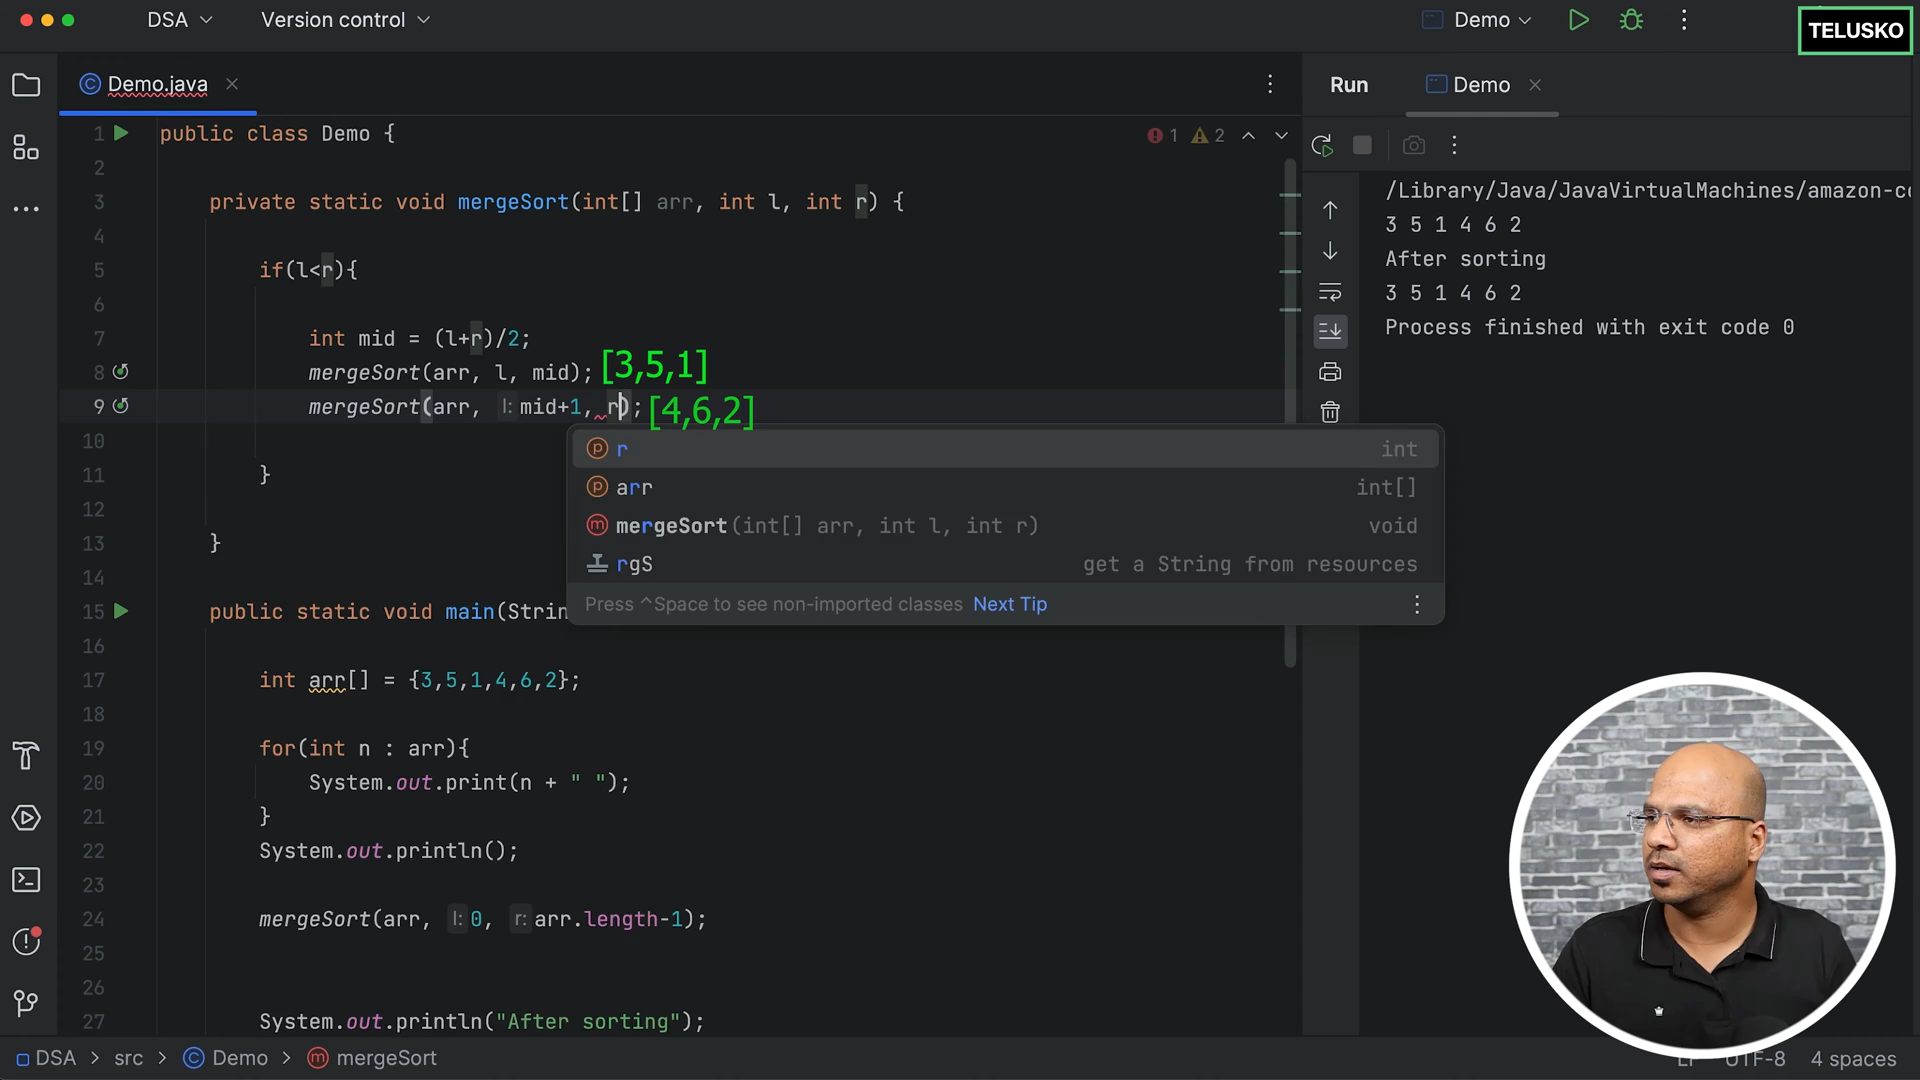 DSA
Version control
Demo
TELUSKO
Demo.java
Run
Demo
1 public class Demo {
1 2
2
3 private static void mergeSort(int[] arr, int l, int r) {
4
5 if(l<r){
6
7 int mid = (l+r)/2;
8 mergeSort(arr, l, mid); [3,5,1]
9 mergeSort(arr, l: mid+1, r); [4,6,2]
10
r int
arr int[]
11 }
mergeSort(int[] arr, int l, int r) void
12
13 }
rgS get a String from resources
14
Press ^Space to see non-imported classes Next Tip
15 public static void main(Strin
16
17 int arr[] = {3,5,1,4,6,2};
18
19 for(int n : arr){
20 System.out.print(n + " ");
21 }
22 System.out.println();
23
24 mergeSort(arr, l: 0, r: arr.length-1);
25
26
27 System.out.println("After sorting");
/Library/Java/JavaVirtualMachines/amazon-co
3 5 1 4 6 2
After sorting
3 5 1 4 6 2
Process finished with exit code 0
DSA > src > Demo > mergeSort
LF UTF-8 4 spaces